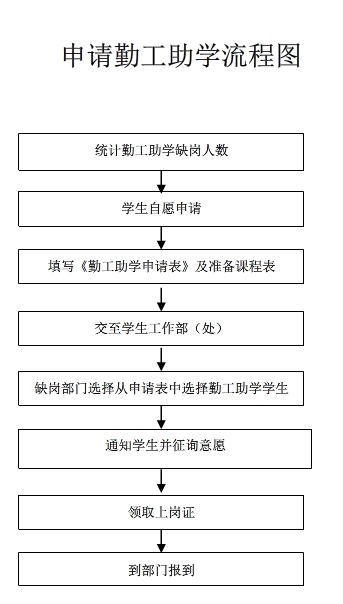 申请勤工助学流程图
统计勤工助学缺岗人数
学生自愿申请
填写《勤工助学申请表》及准备课程表
交至学生工作部（处）
缺岗部门选择从申请表中选择勤工助学学生
通知学生并征询意愿
领取上岗证
到部门报到